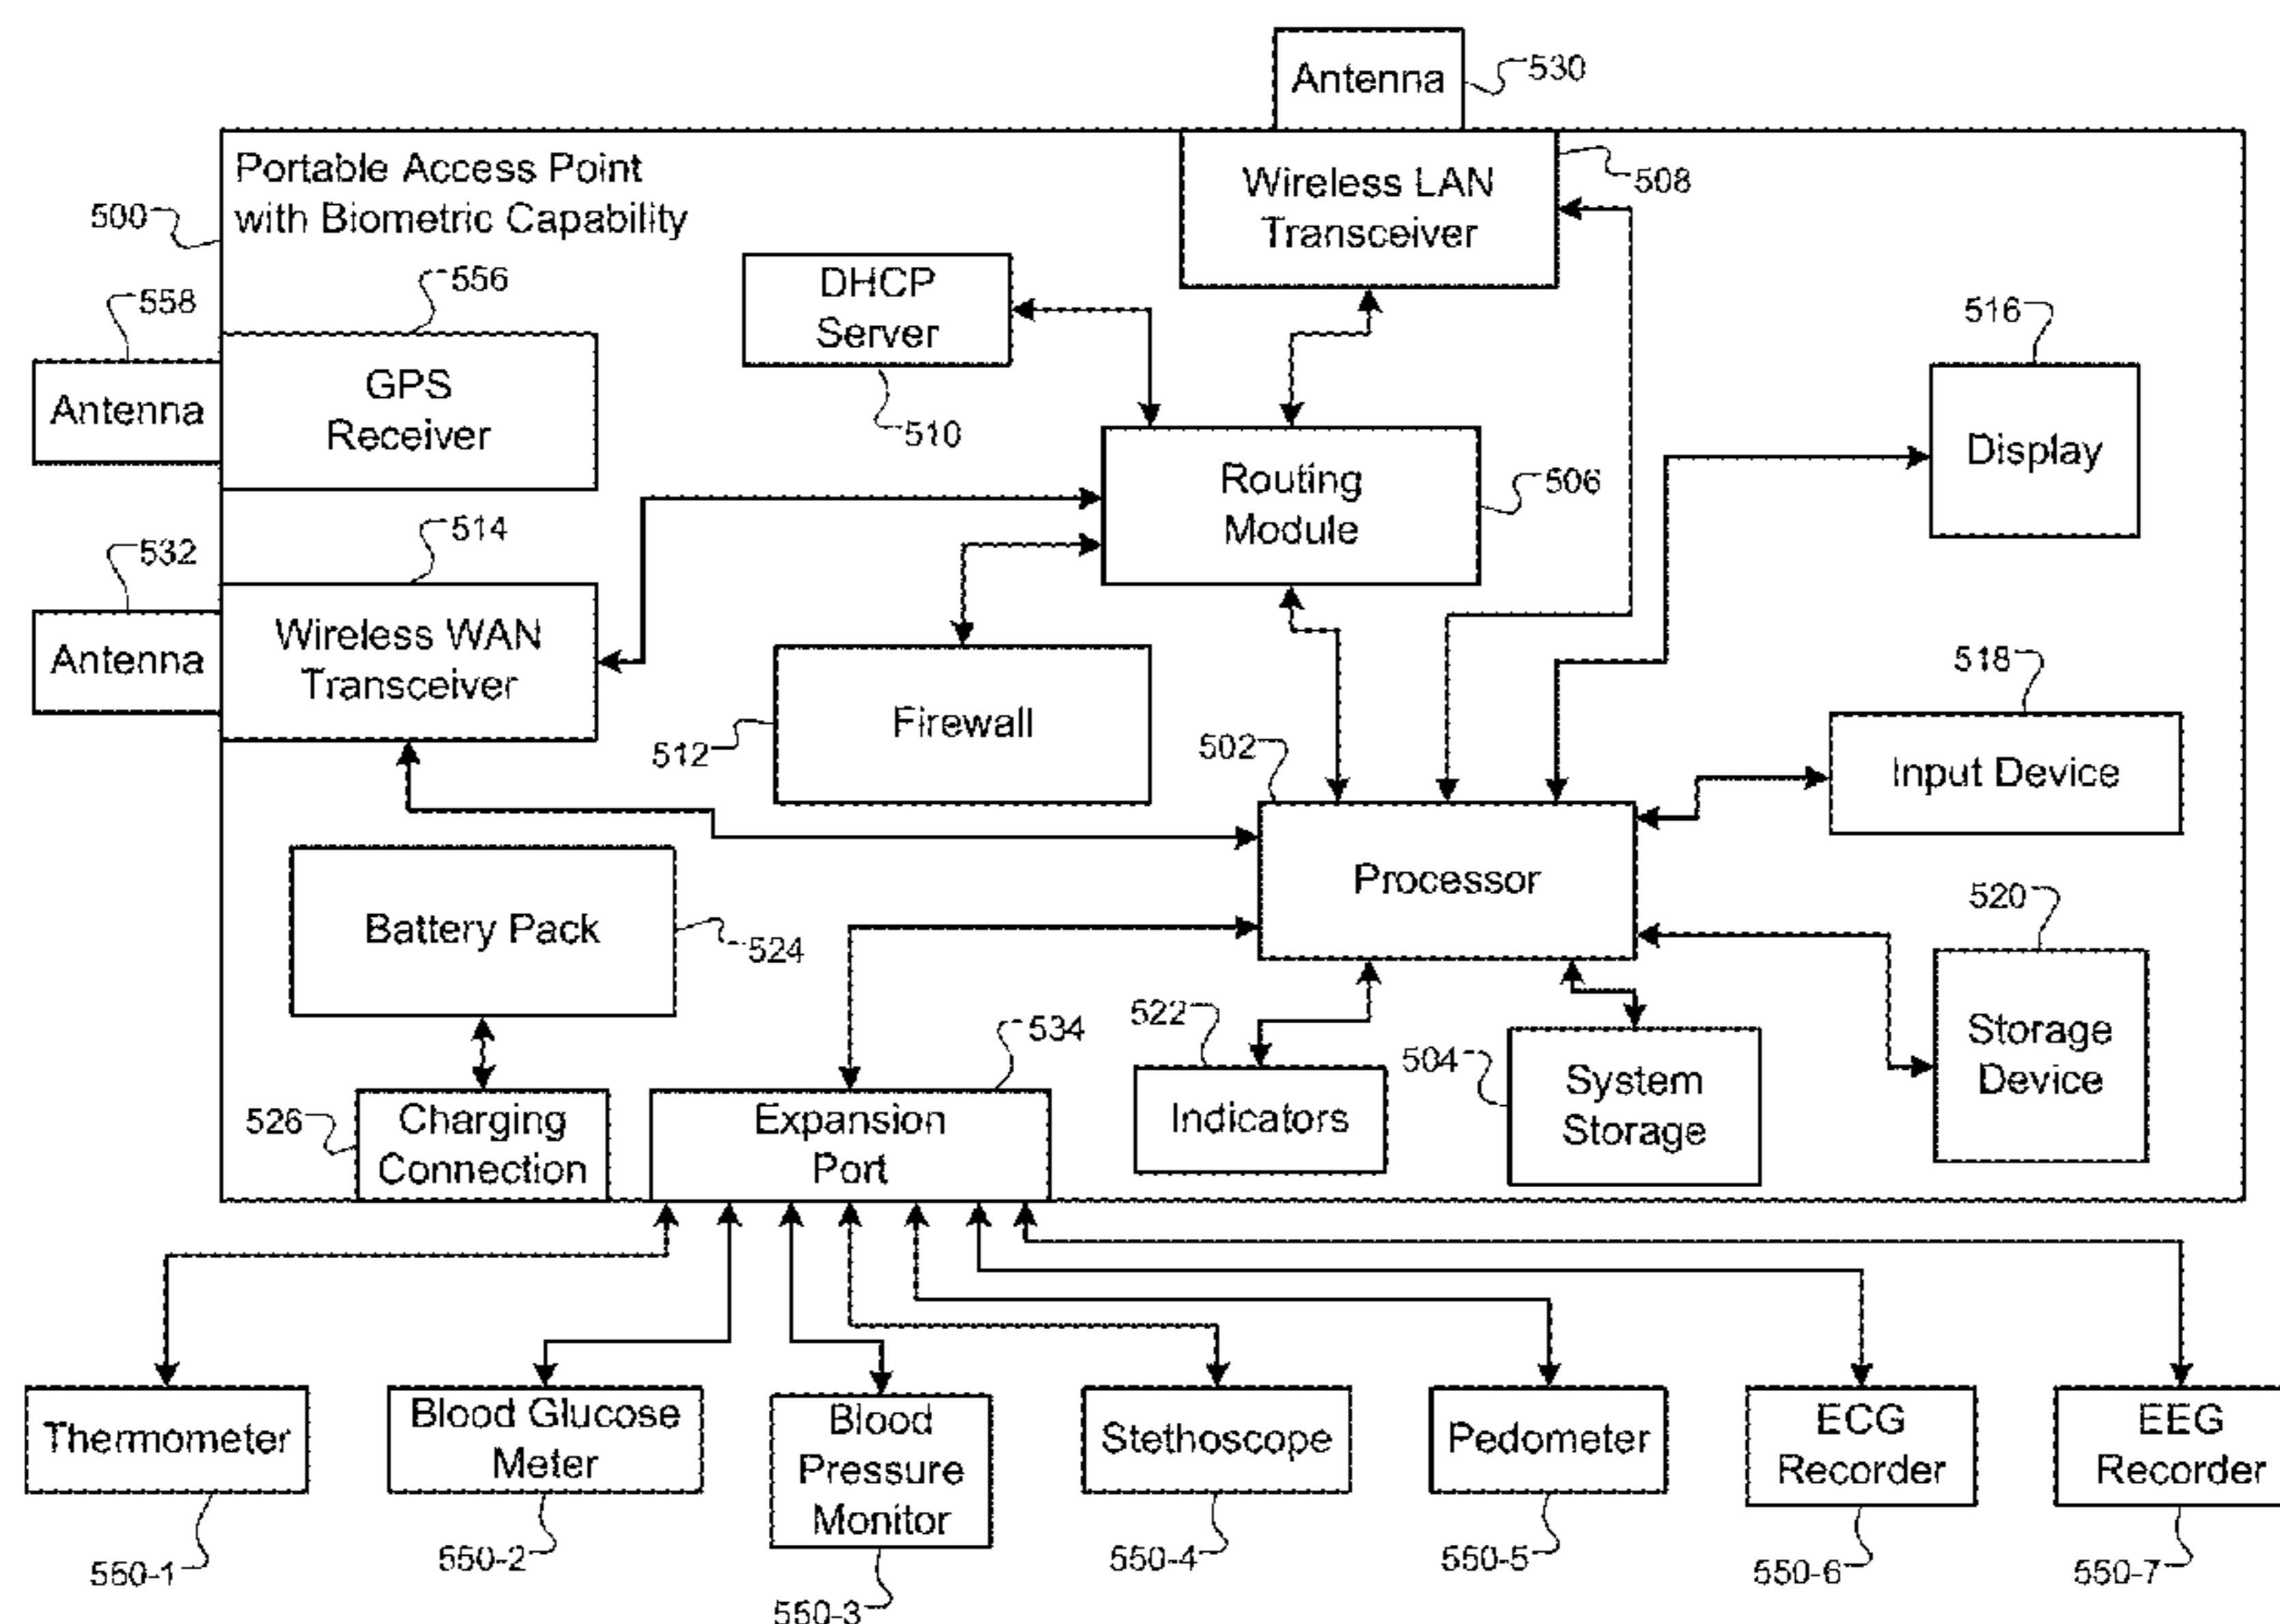 Antenna
530
Portable Access Point
with Biometric Capability
500
Wireless LAN
Transceiver
508
556
558
DHCP
Server
510
516
Antenna
GPS
Receiver
Display
Routing
Module
506
514
532
Antenna
Wireless WAN
Transceiver
518
Firewall
512
502
Input Device
Processor
520
Battery Pack
524
534
522
504
Storage
Device
System
Storage
526
Charging
Connection
Expansion
Port
Indicators
Thermometer
Blood Glucose
Meter
Blood
Pressure
Monitor
Stethoscope
Pedometer
ECG
Recorder
EEG
Recorder
550-1
550-2
550-3
550-4
550-5
550-6
550-7